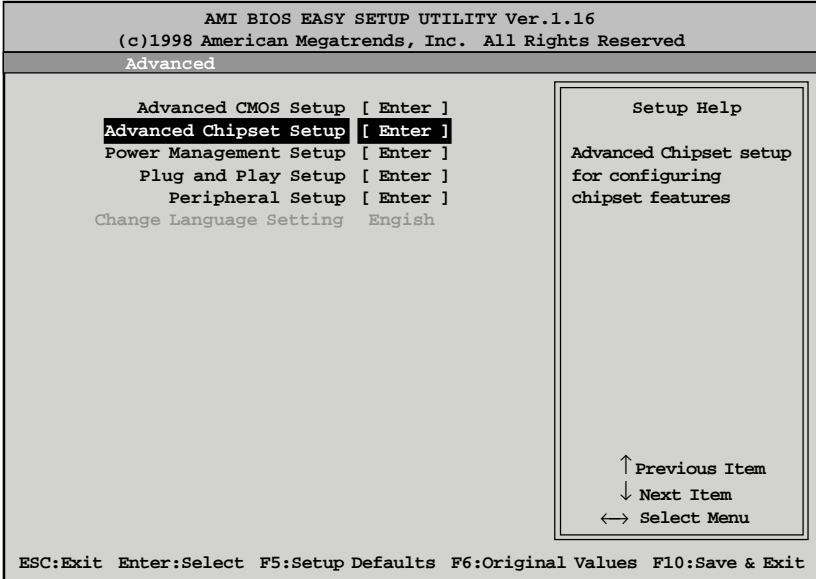 AMI BIOS EASY SETUP UTILITY Ver.1.16
(c)1998 American Megatrends, Inc. All Rights Reserved
Advanced
Advanced CMOS Setup [ Enter ]
Advanced Chipset Setup [ Enter ]
Power Management Setup [ Enter ]
Plug and Play Setup [ Enter ]
Peripheral Setup [ Enter ]
Change Language Setting Engish
Setup Help
Advanced Chipset setup
for configuring
chipset features
↑ Previous Item
↓ Next Item
←→ Select Menu
ESC:Exit Enter:Select F5:Setup Defaults F6:Original Values F10:Save & Exit